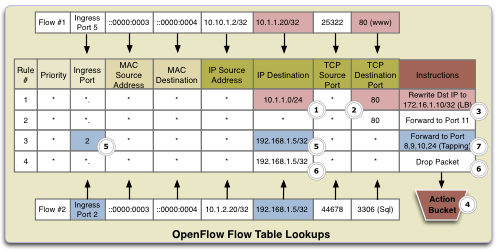 Flow #1 Ingress Port 5 ::0000:0003 ::0000:0004 10.10.1.2/32 10.1.1.20/32 25322 80 (www)
Rule # Priority Ingress Port MAC Source Address MAC Destination IP Source Address IP Destination TCP Source Port TCP Destination Port Instructions
1 * *. * * * 10.1.1.0/24 * 80 Rewrite Dst IP to 172.16.1.10/32 (LB)
1 2 3
2 * *. * * * * * 80 Forward to Port 11
3 * 2 * * * 192.168.1.5/32 * * Forward to Port 8,9,10,24 (Tapping)
5 5 7
4 * *. * * * 192.168.1.5/32 * * Drop Packet
6 6
Flow #2 Ingress Port 2 ::0000:0003 ::0000:0004 10.1.2.20/32 192.168.1.5/32 44678 3306 (Sql)
Action Bucket 4
OpenFlow Flow Table Lookups